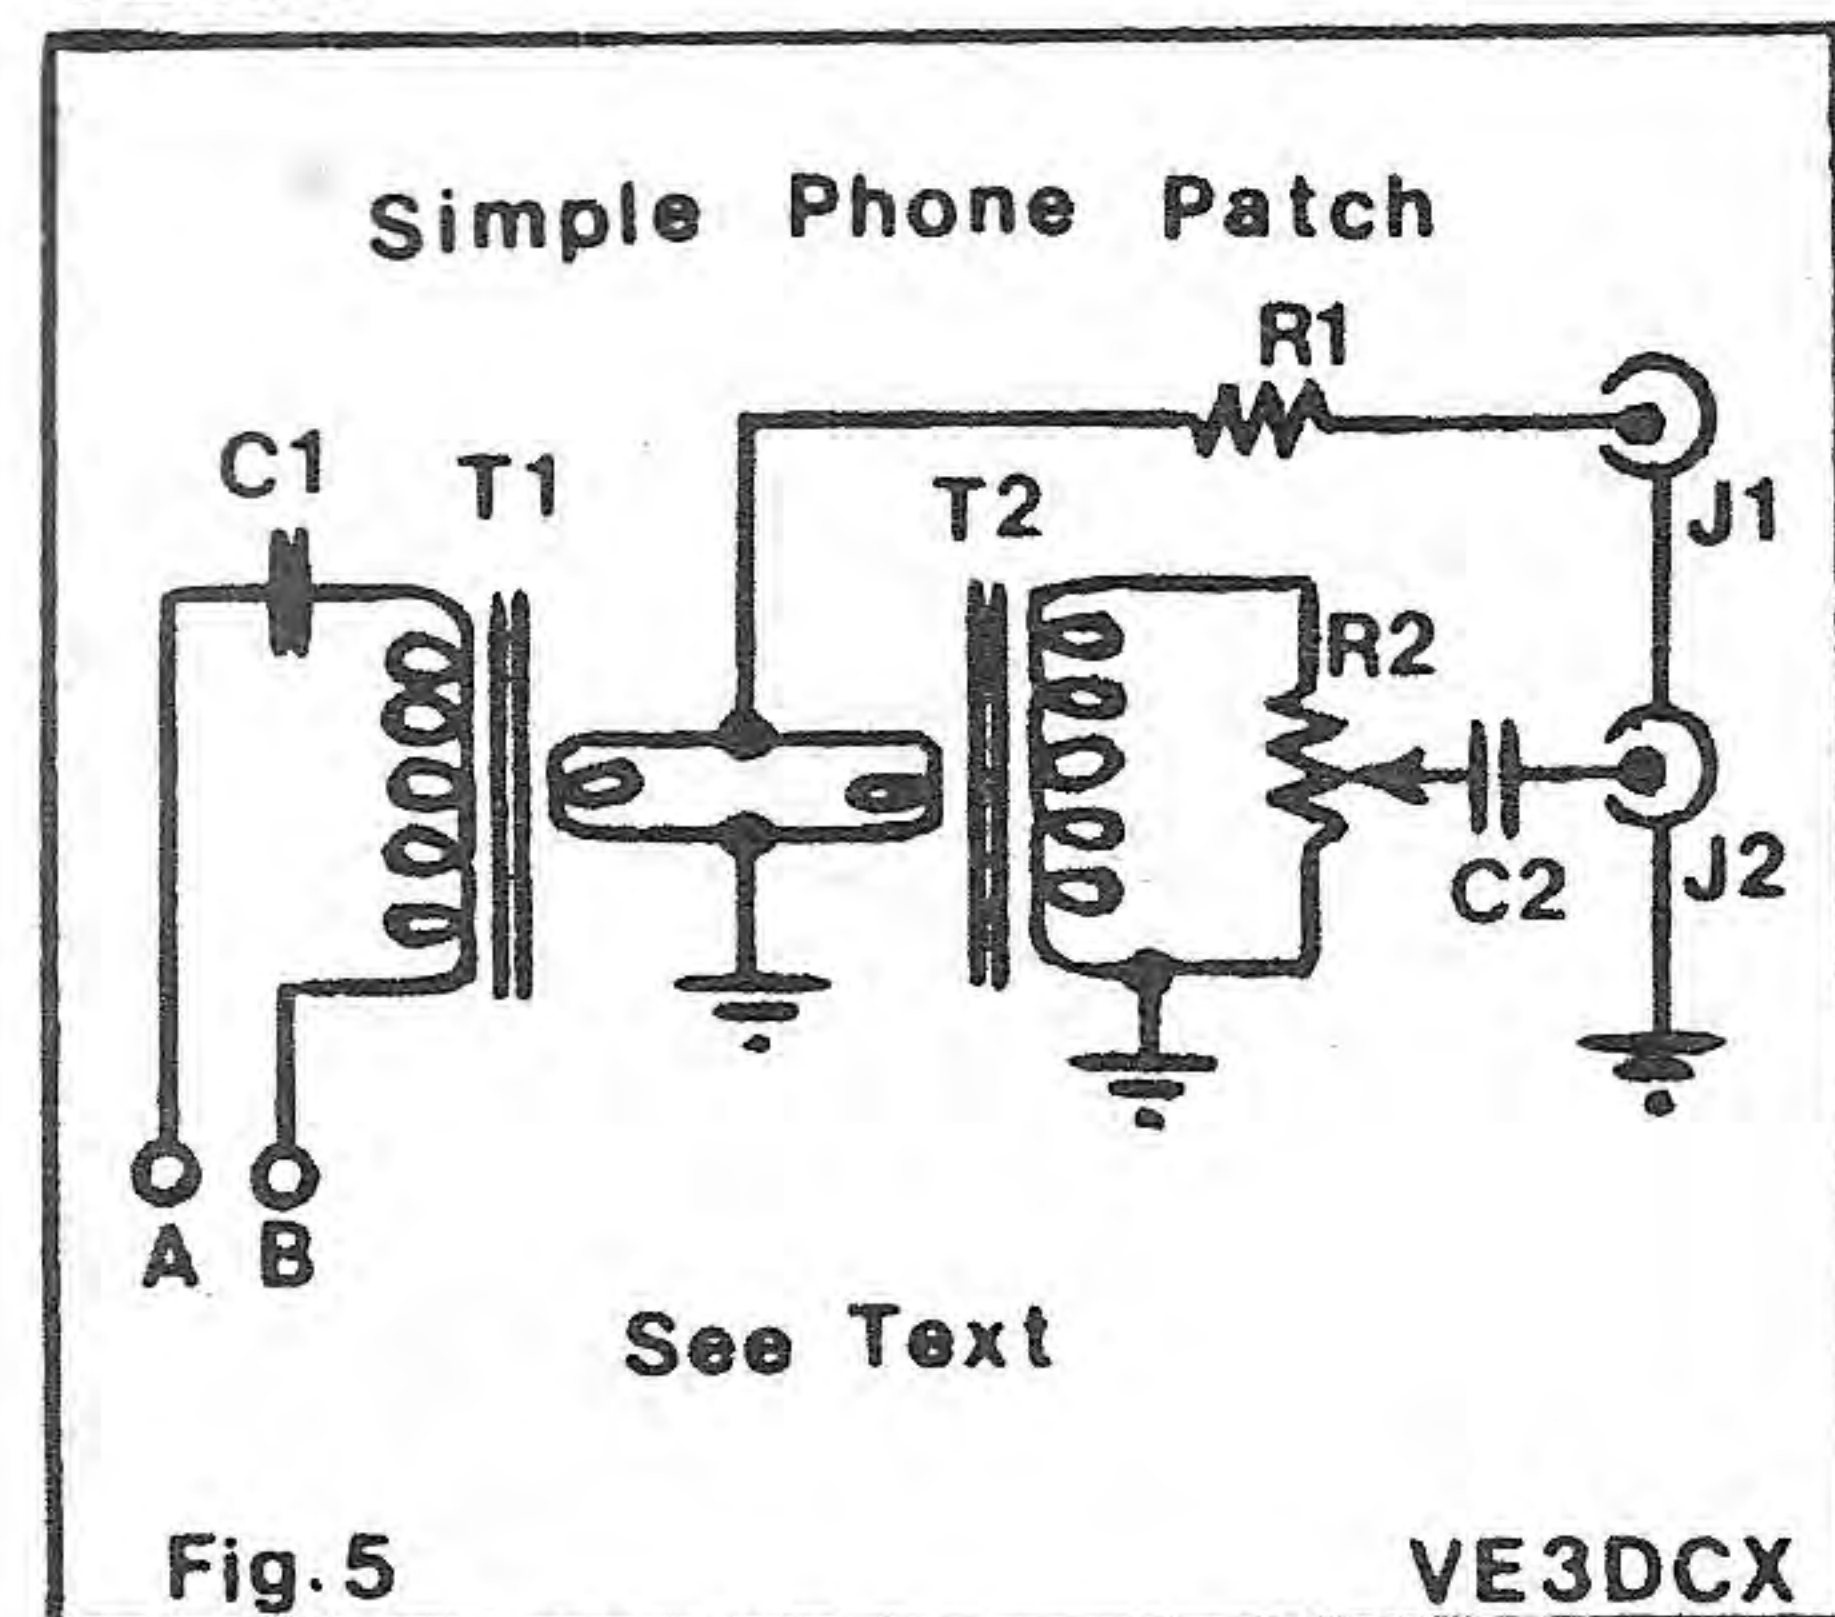 Simple Phone Patch
R1
C1
T1
T2
J1
R2
C2
J2
A
B
See Text
Fig.5
VE3DCX